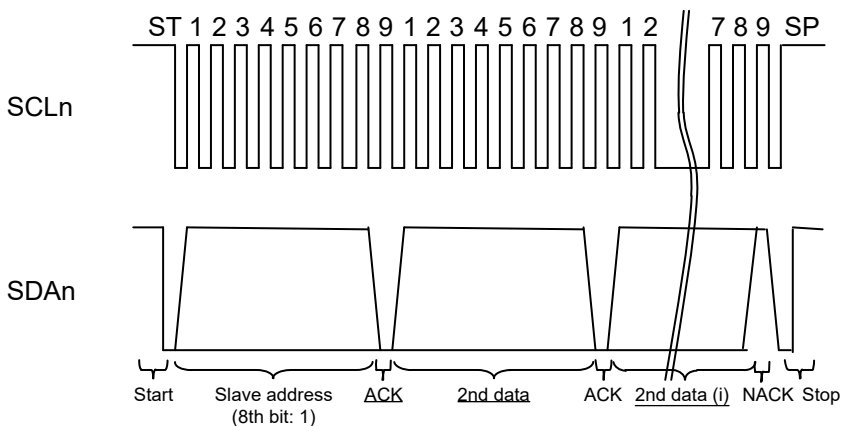 ST 1 2 3 4 5 6 7 8 9 1 2 3 4 5 6 7 8 9 1 2 7 8 9 SP
SCLn
SDAn
Start Slave address ACK 2nd data ACK 2nd data (i) NACK Stop
(8th bit: 1)